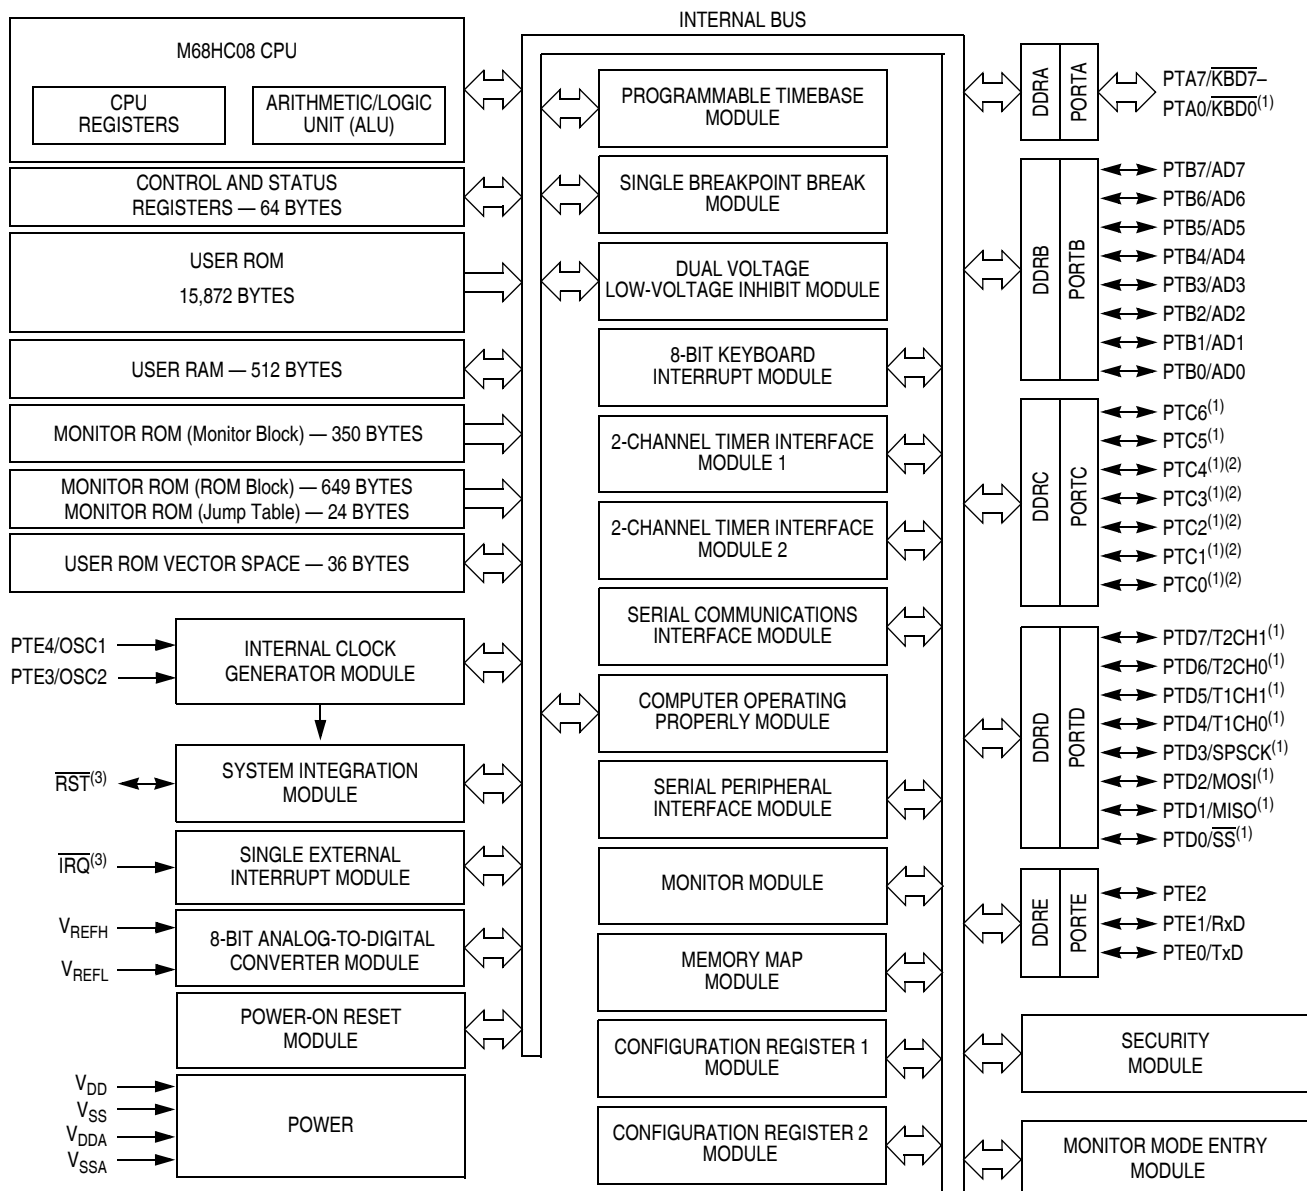 INTERNAL BUS
M68HC08 CPU
CPU
REGISTERS
ARITHMETIC/LOGIC
UNIT (ALU)
CONTROL AND STATUS
REGISTERS — 64 BYTES
USER ROM
15,872 BYTES
USER RAM — 512 BYTES
MONITOR ROM (Monitor Block) — 350 BYTES
MONITOR ROM (ROM Block) — 649 BYTES
MONITOR ROM (Jump Table) — 24 BYTES
USER ROM VECTOR SPACE — 36 BYTES
PTE4/OSC1
PTE3/OSC2
INTERNAL CLOCK
GENERATOR MODULE
RST(3)
SYSTEM INTEGRATION
MODULE
IRQ(3)
SINGLE EXTERNAL
INTERRUPT MODULE
VREFH
VREFL
8-BIT ANALOG-TO-DIGITAL
CONVERTER MODULE
POWER-ON RESET
MODULE
VDD
VSS
VDDA
VSSA
POWER
PROGRAMMABLE TIMEBASE
MODULE
SINGLE BREAKPOINT BREAK
MODULE
DUAL VOLTAGE
LOW-VOLTAGE INHIBIT MODULE
8-BIT KEYBOARD
INTERRUPT MODULE
2-CHANNEL TIMER INTERFACE
MODULE 1
2-CHANNEL TIMER INTERFACE
MODULE 2
SERIAL COMMUNICATIONS
INTERFACE MODULE
COMPUTER OPERATING
PROPERLY MODULE
SERIAL PERIPHERAL
INTERFACE MODULE
MONITOR MODULE
MEMORY MAP
MODULE
CONFIGURATION REGISTER 1
MODULE
CONFIGURATION REGISTER 2
MODULE
DDRA
PORTA
PTA7/KBD7–
PTA0/KBD0(1)
DDRB
PORTB
PTB7/AD7
PTB6/AD6
PTB5/AD5
PTB4/AD4
PTB3/AD3
PTB2/AD2
PTB1/AD1
PTB0/AD0
DDRC
PORTC
PTC6(1)
PTC5(1)
PTC4(1)(2)
PTC3(1)(2)
PTC2(1)(2)
PTC1(1)(2)
PTC0(1)(2)
DDRD
PORTD
PTD7/T2CH1(1)
PTD6/T2CH0(1)
PTD5/T1CH1(1)
PTD4/T1CH0(1)
PTD3/SPSCK(1)
PTD2/MOSI(1)
PTD1/MISO(1)
PTD0/SS(1)
DDRE
PORTE
PTE2
PTE1/RxD
PTE0/TxD
SECURITY
MODULE
MONITOR MODE ENTRY
MODULE